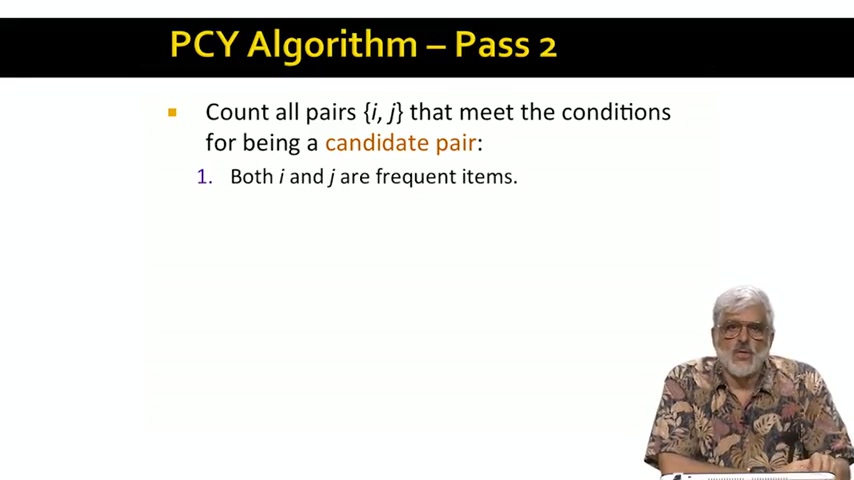 PCY Algorithm – Pass 2
Count all pairs {i, j} that meet the conditions
for being a candidate pair:
1. Both i and j are frequent items.